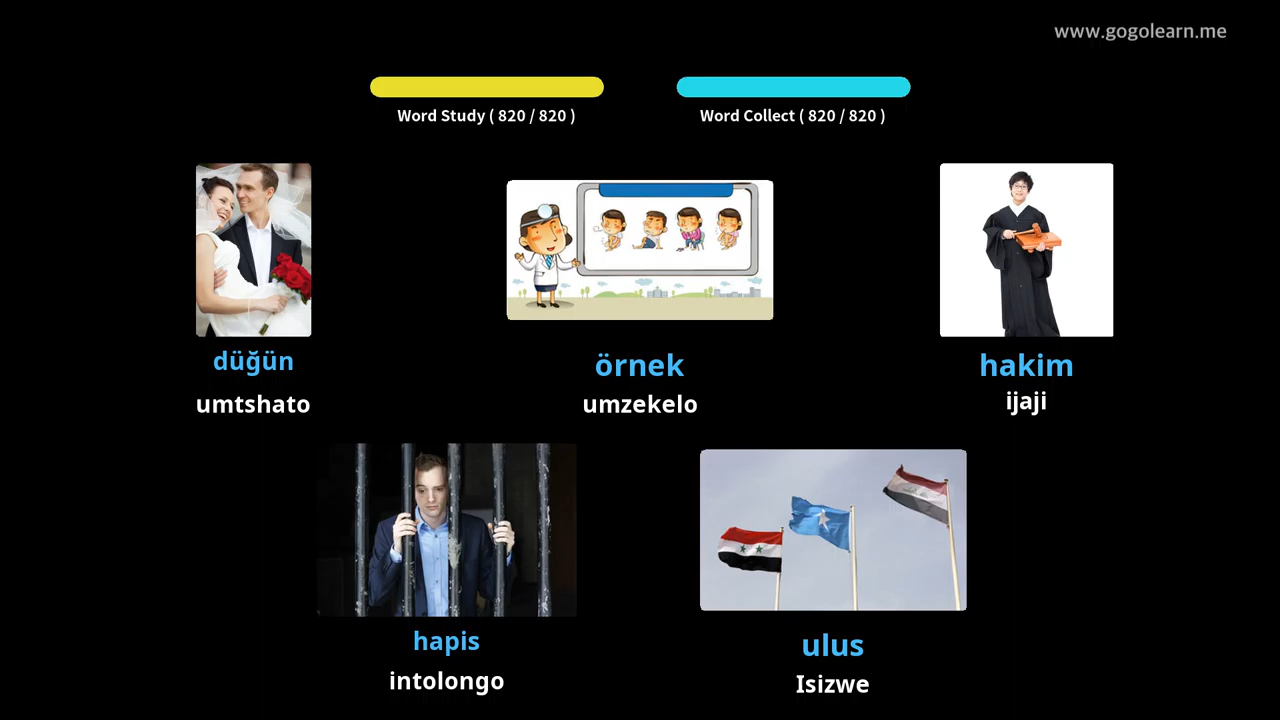 www.gogolearn.me
Word Study ( 820 / 820 )
Word Collect ( 820 / 820 )
düğün
umtshato
örnek
umzekelo
hakim
ijaji
hapis
intolongo
ulus
Isizwe